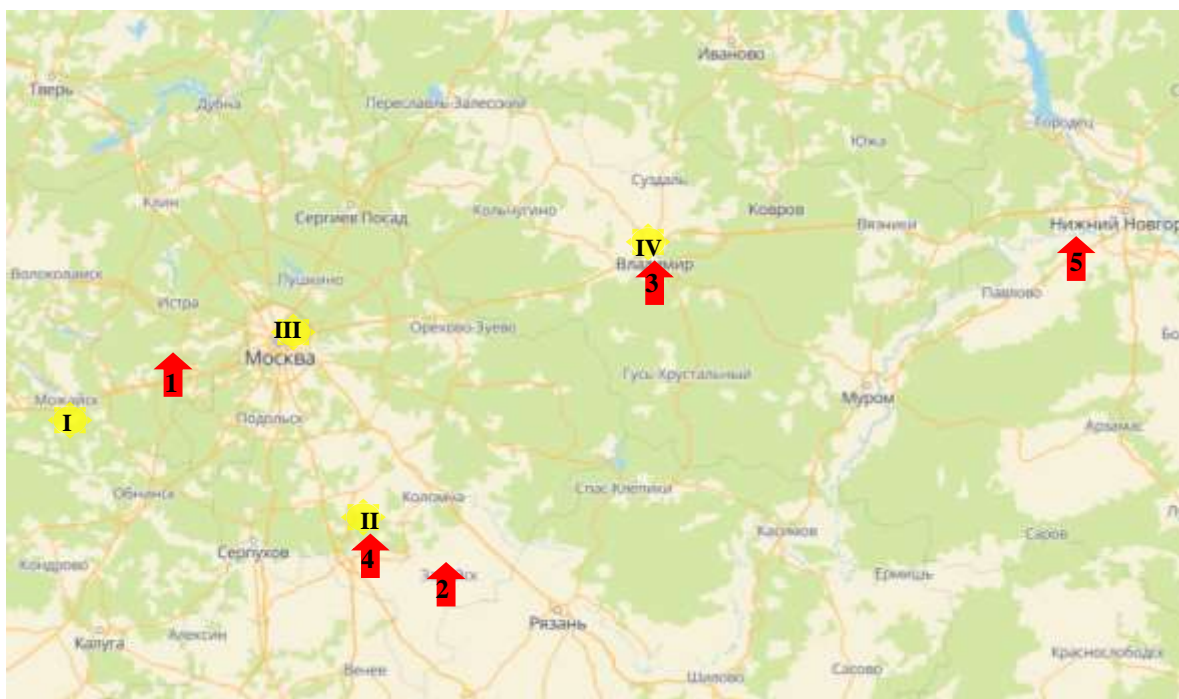 Иваново
Тверь
Дубна
Переславль-Залесский
Городец
Южа
Суздаль
Клин
Сергиев Посад
Кольчугино
Ковров
Вязники
Нижний Новгор
IV
Владимир
3
5
Волоколамск
Пушкино
Павлово
Истра
III
Орехово-Зуево
Москва
1
Гусь-Хрустальный
Можайск
I
Муром
Подольск
Арзамас
Обнинск
Коломна
Спас-Клепики
II
Касимов
Саров
Серпухов
4
Кондрово
2
Ермишь
Рязань
Алексин
Калуга
Краснослободск
Венев
Шилово
Сасово